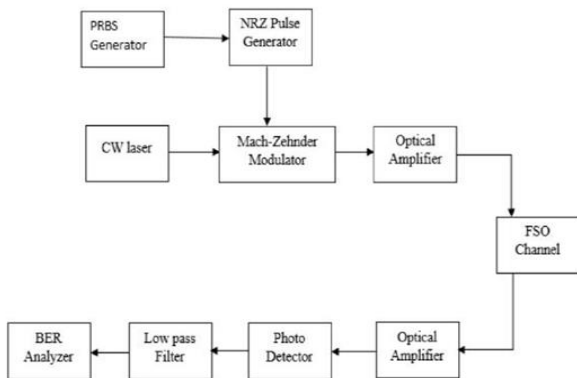 PRBS
Generator
NRZ Pulse
Generator
CW laser
Mach-Zehnder
Modulator
Optical
Amplifier
FSO
Channel
BER
Analyzer
Low pass
Filter
Photo
Detector
Optical
Amplifier